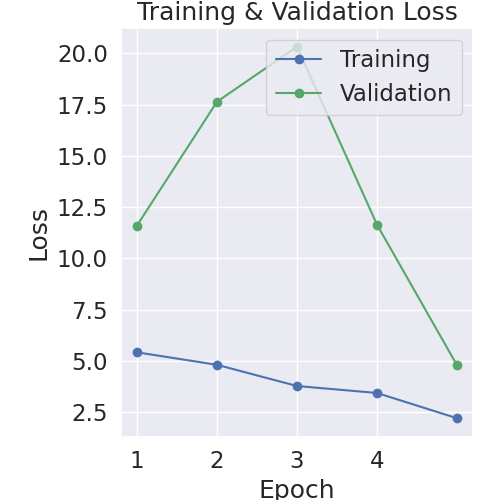 Training & Validation Loss
Training
Validation
Loss
20.0
17.5
15.0
12.5
10.0
7.5
5.0
2.5
1 2 3 4
Epoch